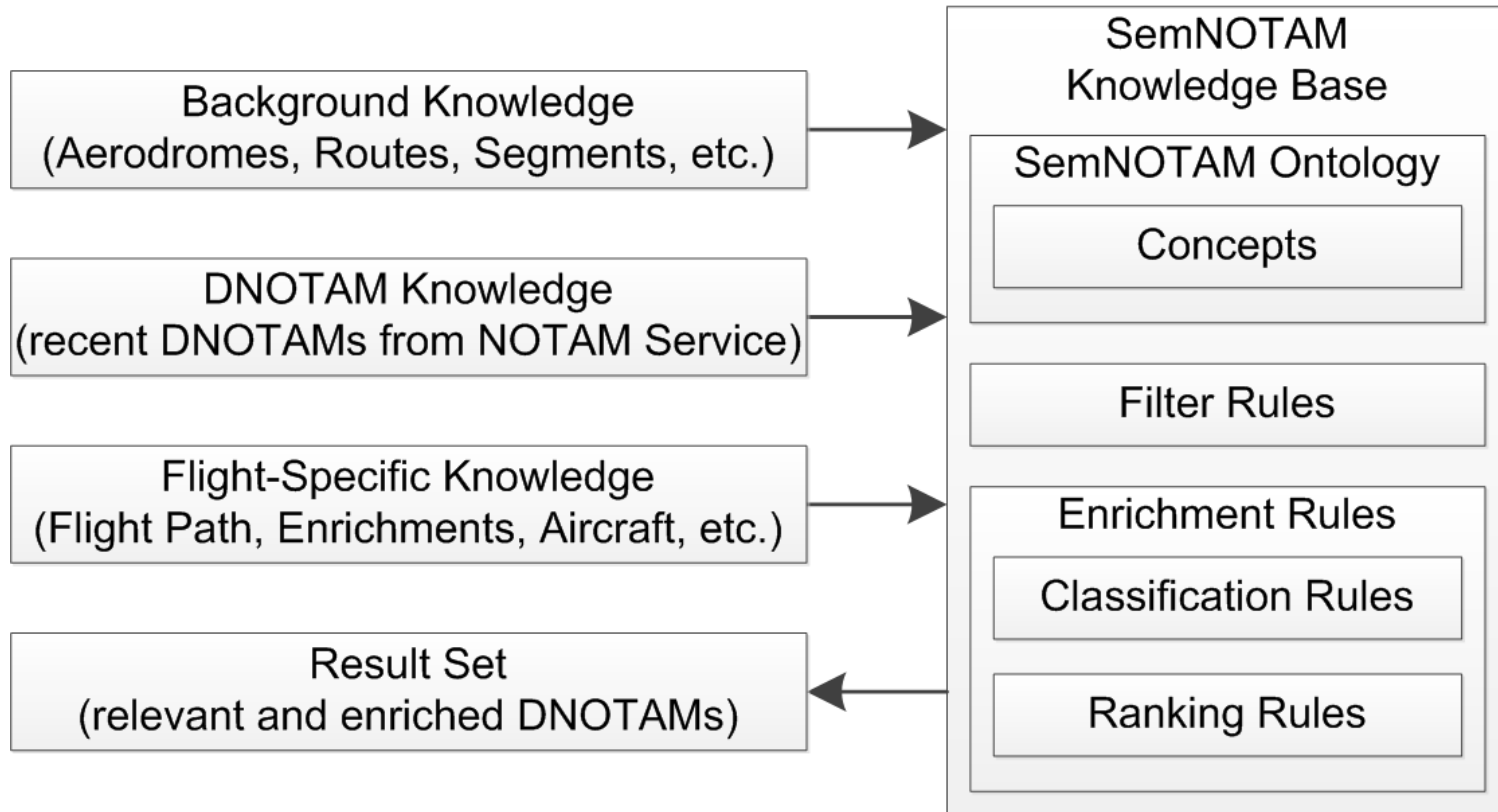 Background Knowledge
(Aerodromes, Routes, Segments, etc.)
DNOTAM Knowledge
(recent DNOTAMs from NOTAM Service)
Flight-Specific Knowledge
(Flight Path, Enrichments, Aircraft, etc.)
Result Set
(relevant and enriched DNOTAMs)
SemNOTAM
Knowledge Base
SemNOTAM Ontology
Concepts
Filter Rules
Enrichment Rules
Classification Rules
Ranking Rules